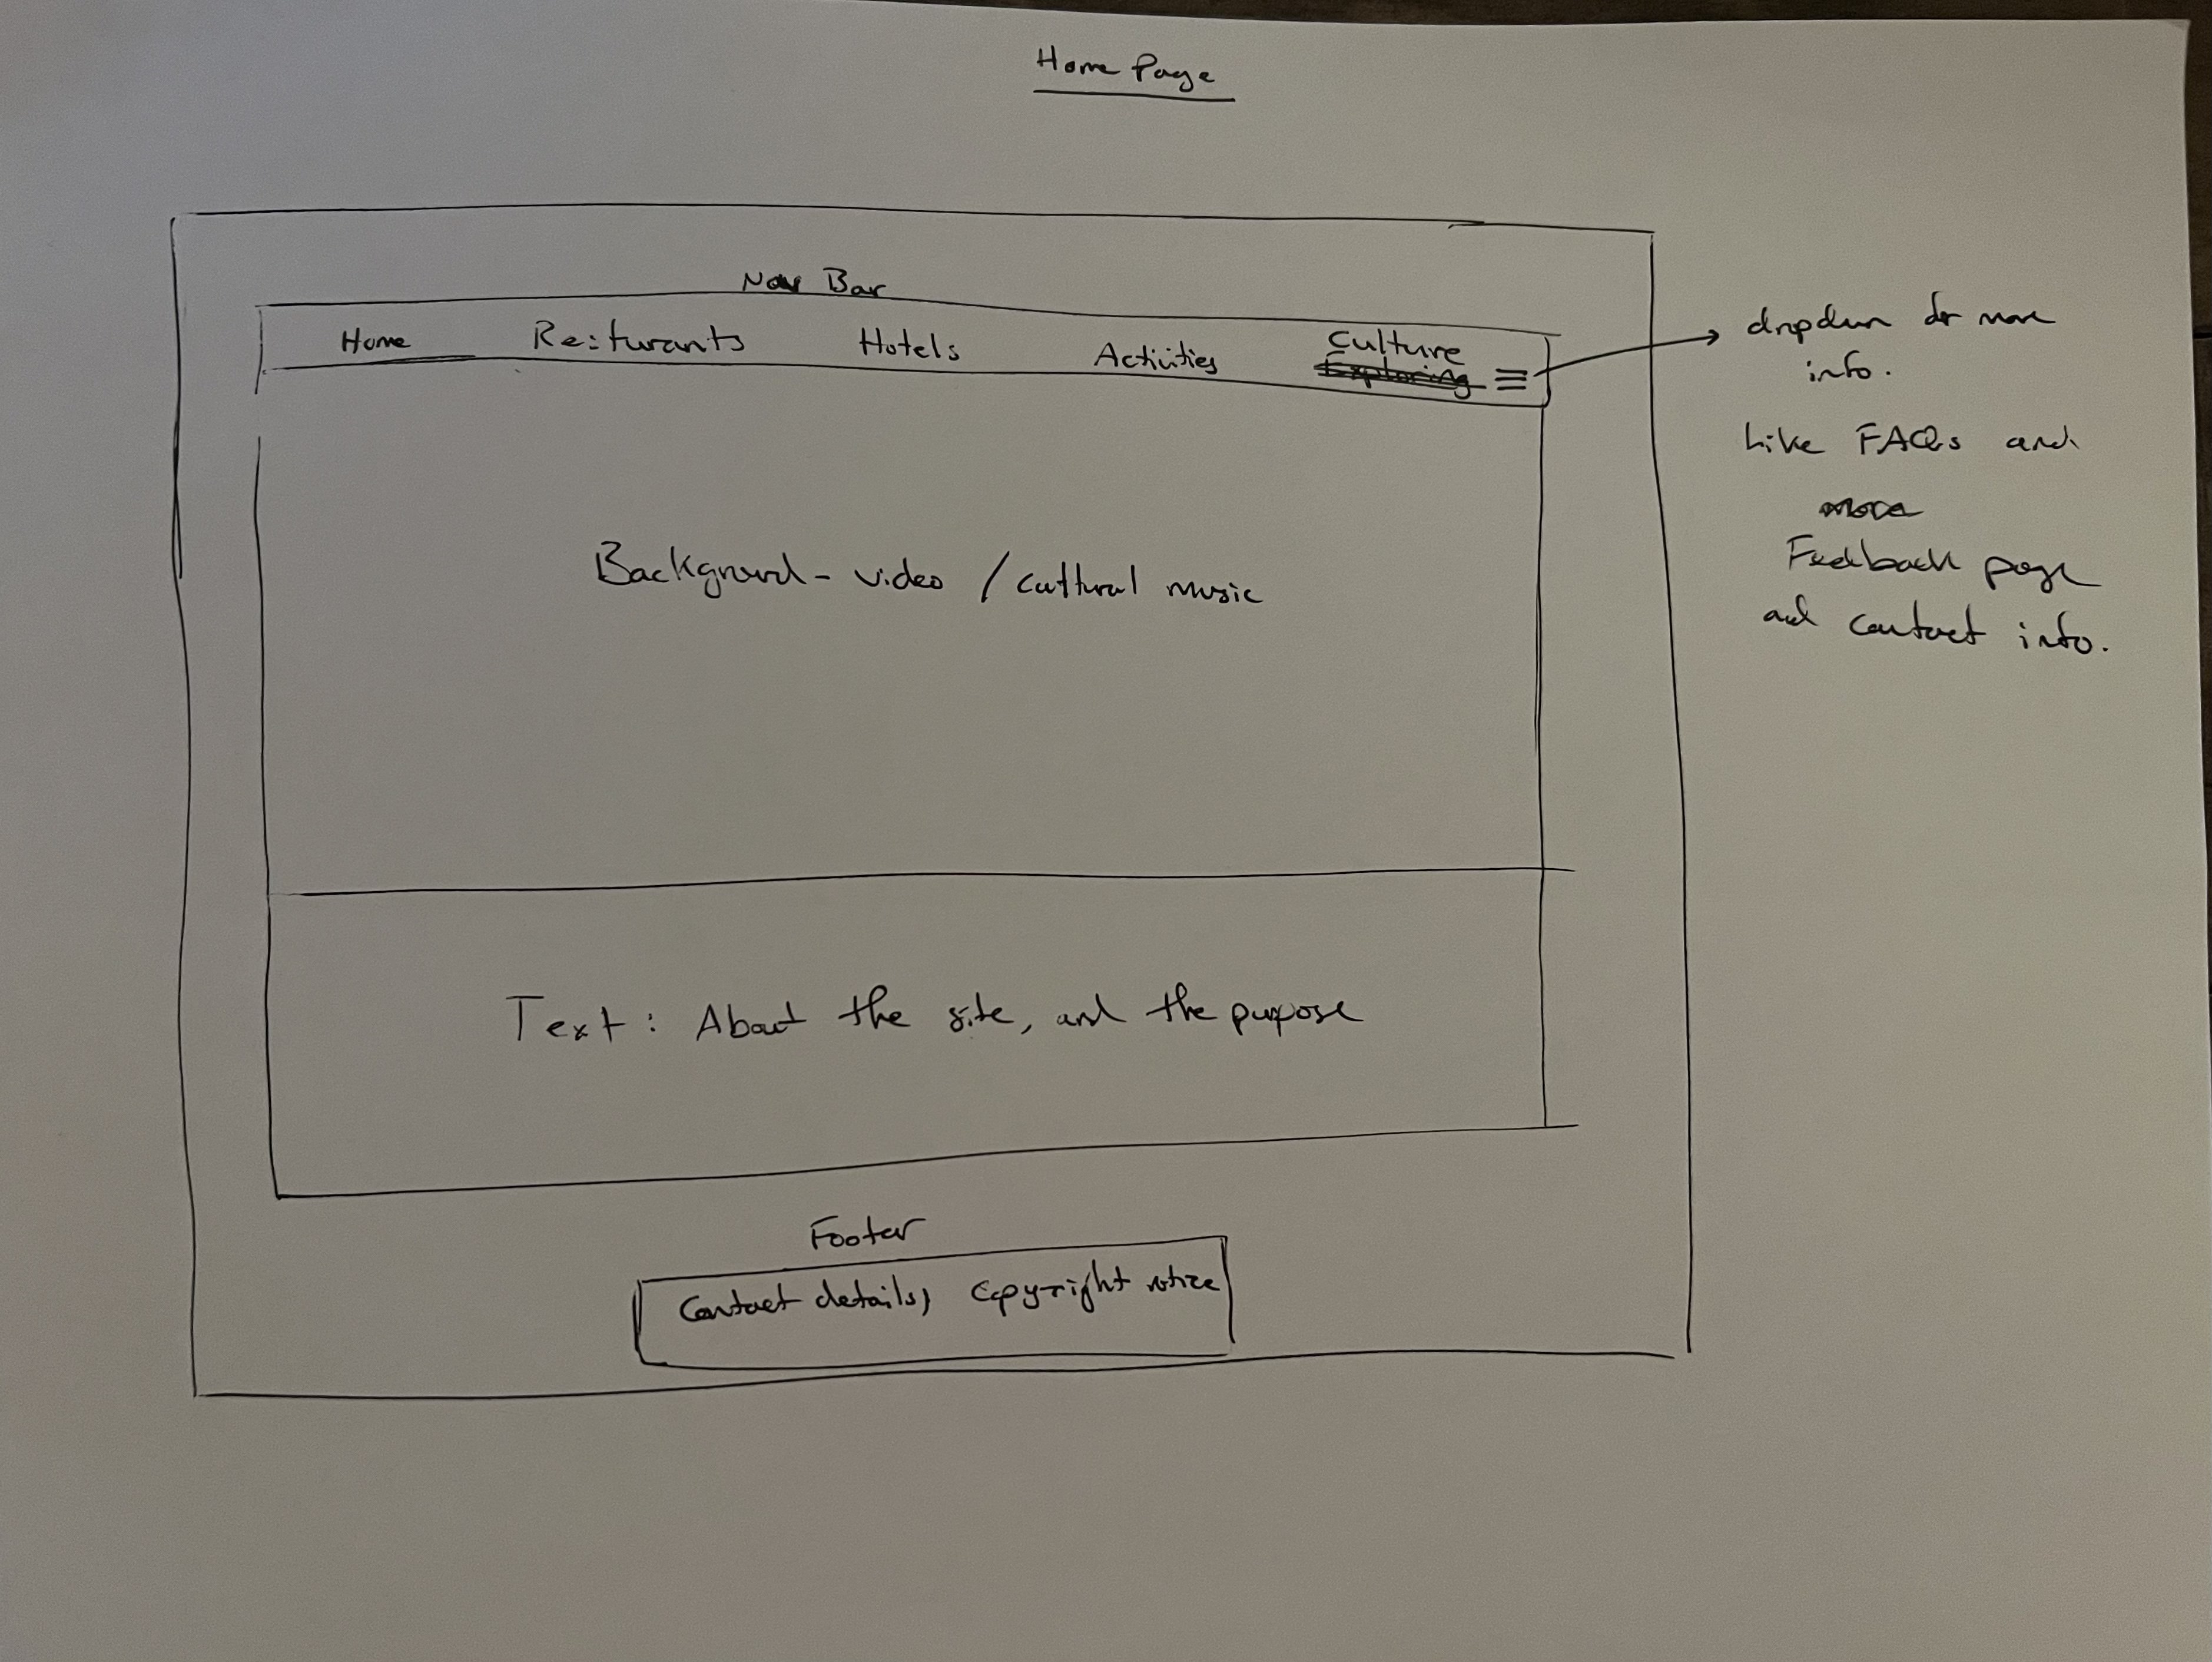 Home Page
Nav Bar
Home Resturants Hotels Activities Culture
Exploring
dropdown for more
info.
Like FAQs and
more
Feedback page
and contact info.
Background - video / cultural music
Text: About the site, and the purpose
Footer
Contact details, Copyright notice